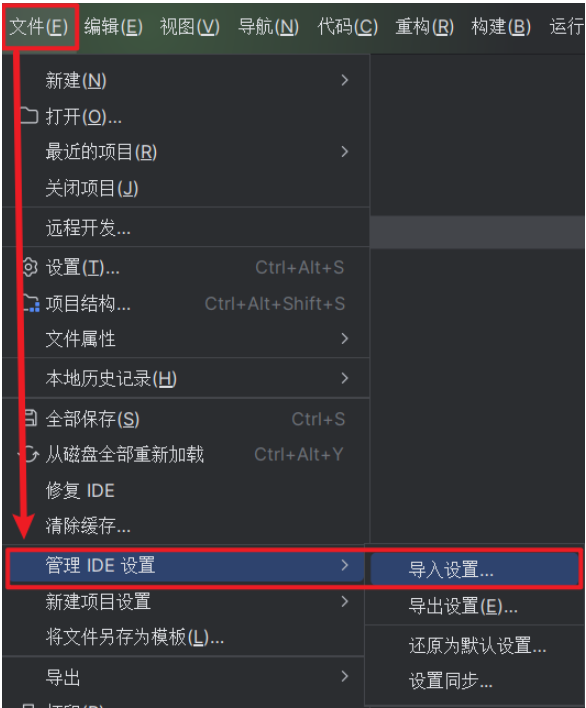 文件(F) 编辑(E) 视图(V) 导航(N) 代码(C) 重构(R) 构建(B) 运行
新建(N)
打开(O)...
最近的项目(R)
关闭项目(J)
远程开发...
设置(T)... Ctrl+Alt+S
项目结构... Ctrl+Alt+Shift+S
文件属性
本地历史记录(H)
全部保存(S) Ctrl+S
从磁盘全部重新加载 Ctrl+Alt+Y
修复 IDE
清除缓存...
管理 IDE 设置 导入设置...
新建项目设置 导出设置(E)...
将文件另存为模板(L)... 还原为默认设置...
导出 设置同步...